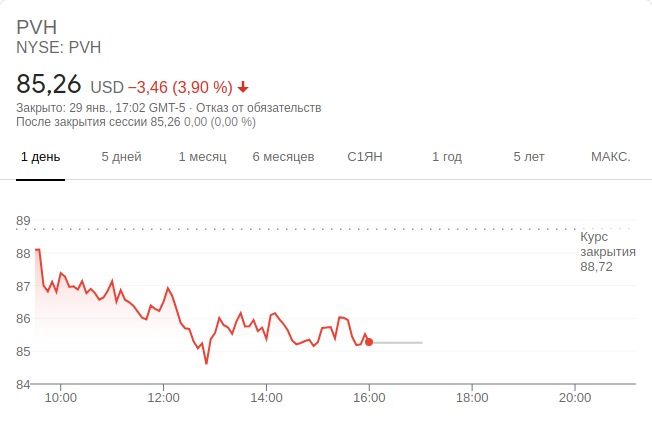 PVH
NYSE: PVH
85,26 USD −3,46 (3,90 %)
Закрыто: 29 янв., 17:02 GMT-5 · Отказ от обязательств
После закрытия сессии 85,26 0,00 (0,00 %)
1 день 5 дней 1 месяц 6 месяцев С1ЯН 1 год 5 лет МАКС.
89
Курс
закрытия
88,72
88
87
86
85
84
10:00 12:00 14:00 16:00 18:00 20:00